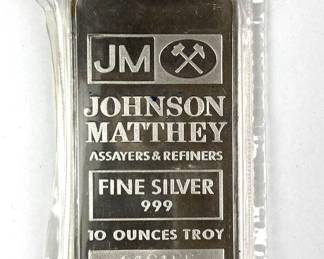 JM
JOHNSON
MATTHEY
ASSAYERS & REFINERS
FINE SILVER
999
10 OUNCES TROY